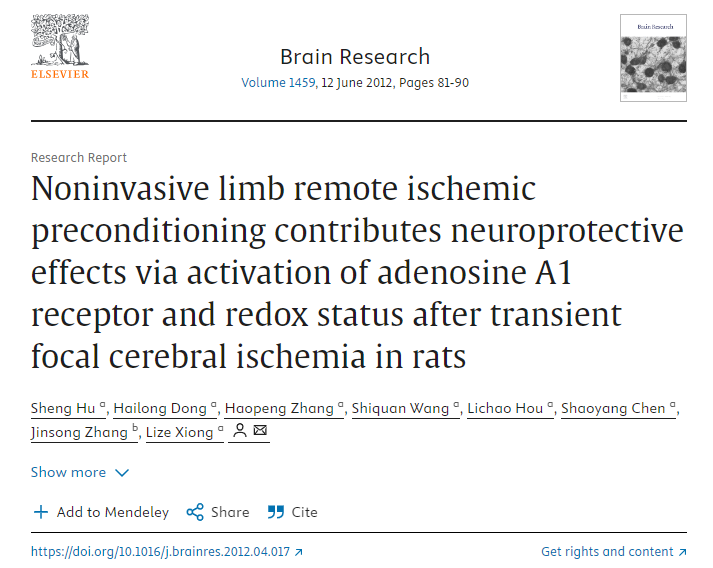 ELSEVIER
Brain Research
Brain Research
Volume 1459, 12 June 2012, Pages 81-90
Research Report
Noninvasive limb remote ischemic
preconditioning contributes neuroprotective
effects via activation of adenosine A1
receptor and redox status after transient
focal cerebral ischemia in rats
Sheng Hu a, Hailong Dong a, Haopeng Zhang a, Shiquan Wang a, Lichao Hou a, Shaoyang Chen a,
Jinsong Zhang b, Lize Xiong a
Show more
Add to Mendeley Share Cite
https://doi.org/10.1016/j.brainres.2012.04.017 Get rights and content